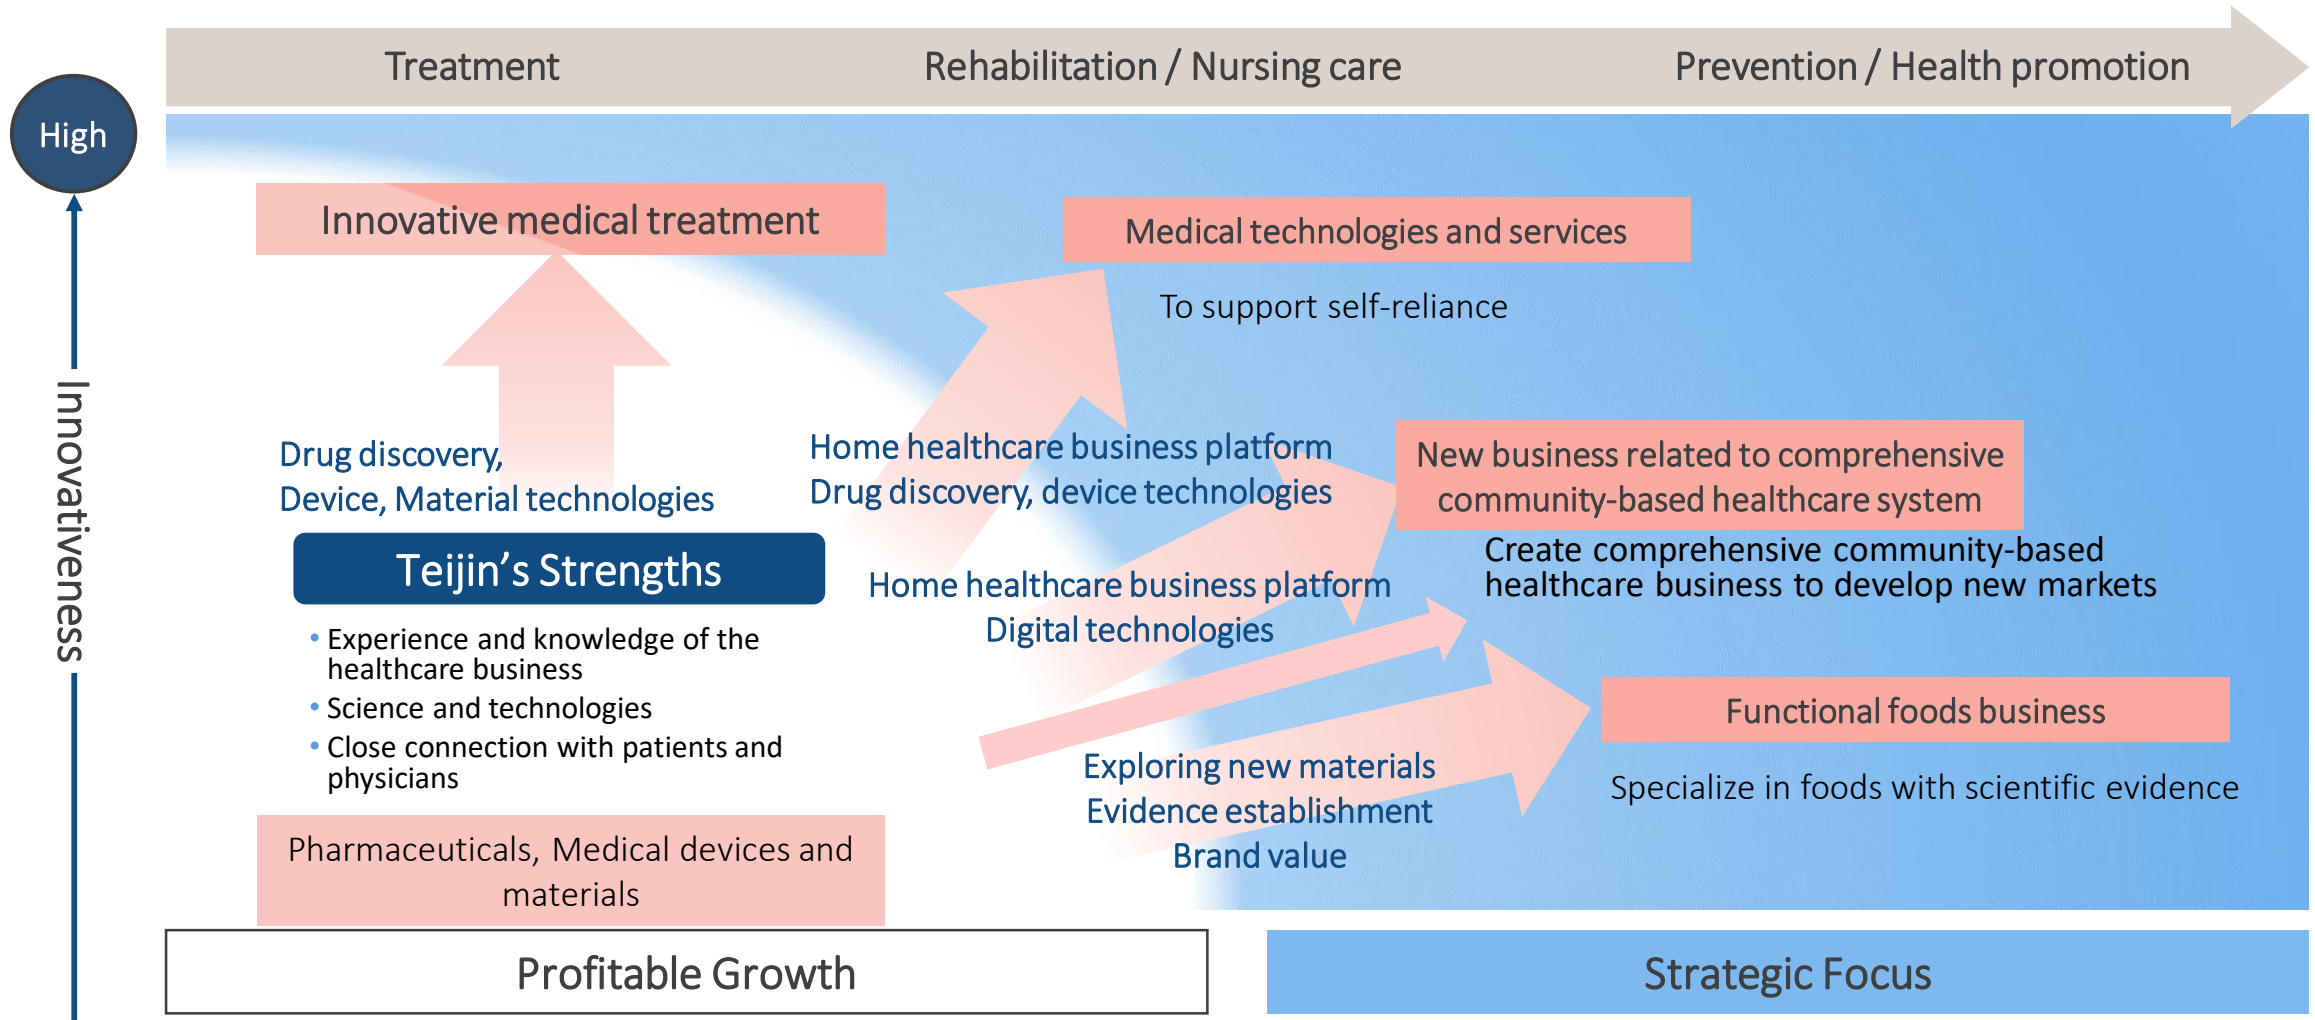 Treatment
Rehabilitation / Nursing care
Prevention / Health promotion
High
Innovativeness
Innovative medical treatment
Medical technologies and services
To support self-reliance
Drug discovery,
Device, Material technologies
Home healthcare business platform
Drug discovery, device technologies
New business related to comprehensive
community-based healthcare system
Create comprehensive community-based
healthcare business to develop new markets
Teijin's Strengths
• Experience and knowledge of the
healthcare business
• Science and technologies
• Close connection with patients and
physicians
Home healthcare business platform
Digital technologies
Functional foods business
Specialize in foods with scientific evidence
Exploring new materials
Evidence establishment
Brand value
Pharmaceuticals, Medical devices and
materials
Profitable Growth
Strategic Focus